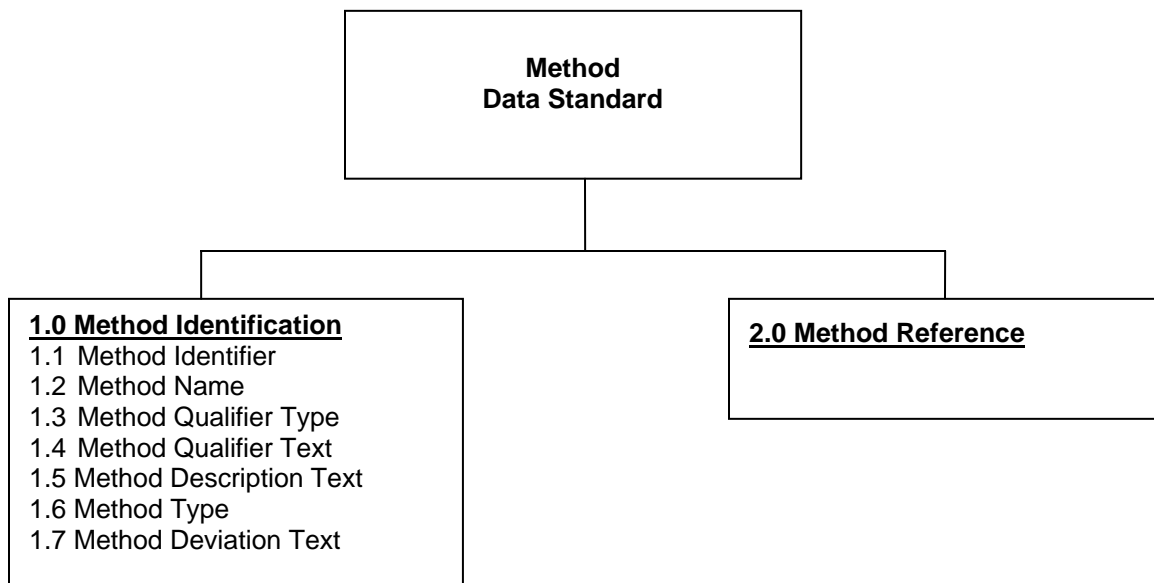 Method
Data Standard
1.0 Method Identification
1.1 Method Identifier
1.2 Method Name
1.3 Method Qualifier Type
1.4 Method Qualifier Text
1.5 Method Description Text
1.6 Method Type
1.7 Method Deviation Text
2.0 Method Reference